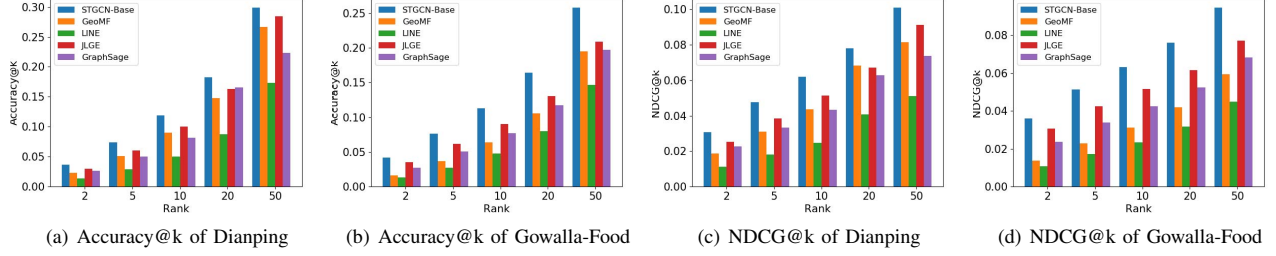 0.30
0.25
0.20
0.15
0.10
0.05
0.00
Accuracy@k
STGCN-Base
GeoMF
LINE
JLGE
GraphSage
2 5 10 20 50
Rank
(a) Accuracy@k of Dianping
0.25
0.20
0.15
0.10
0.05
0.00
Accuracy@k
STGCN-Base
GeoMF
LINE
JLGE
GraphSage
2 5 10 20 50
Rank
(b) Accuracy@k of Gowalla-Food
0.10
0.08
0.06
0.04
0.02
0.00
NDCG@k
STGCN-Base
GeoMF
LINE
JLGE
GraphSage
2 5 10 20 50
Rank
(c) NDCG@k of Dianping
0.08
0.06
0.04
0.02
0.00
NDCG@k
STGCN-Base
GeoMF
LINE
JLGE
GraphSage
2 5 10 20 50
Rank
(d) NDCG@k of Gowalla-Food